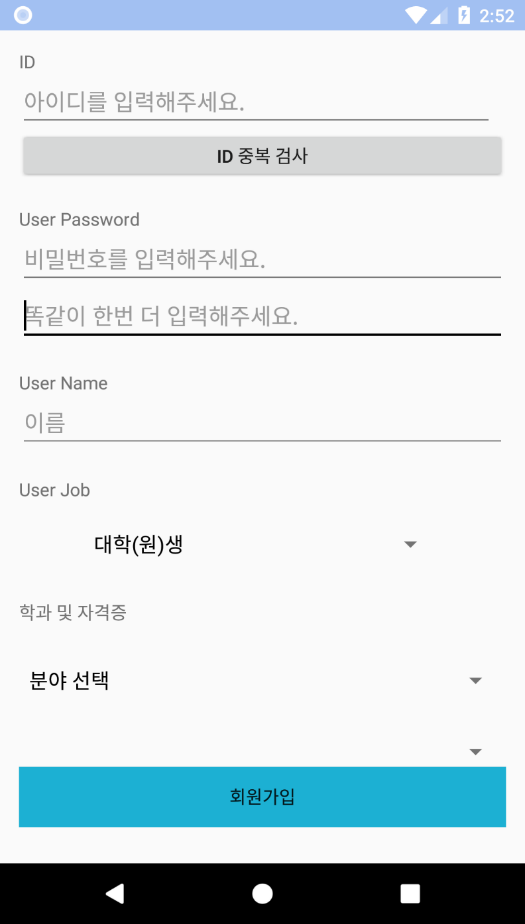 2:52
ID
아이디를 입력해주세요.
ID 중복 검사
User Password
비밀번호를 입력해주세요.
똑같이 한번 더 입력해주세요.
User Name
이름
User Job
대학(원)생
학과 및 자격증
분야 선택
회원가입